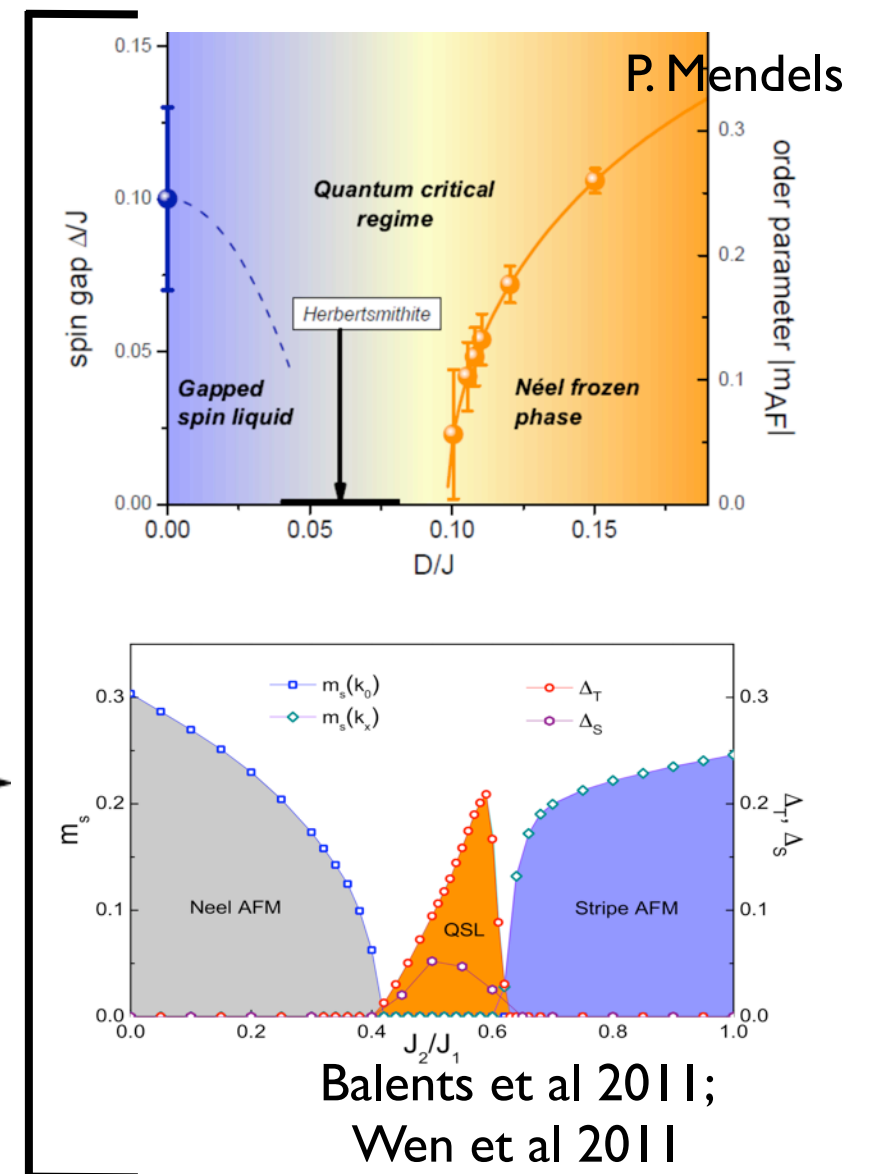 P. Mendels
0.15
0.10
0.05
0.00
spin gap Δ/J
Quantum critical
regime
Herbertsmithite
Gapped
spin liquid
Néel frozen
phase
0.3
0.2
0.1
0.0
order parameter |mAF|
0.00 0.05 0.10 0.15
D/J
0.3
0.2
0.1
0.0
ms
ms(k0)
ms(kx)
ΔT
ΔS
Neel AFM
QSL
Stripe AFM
0.3
0.2
0.1
0.0
ΔT, ΔS
0.0 0.2 0.4 0.6 0.8 1.0
J2/J1
Balents et al 2011;
Wen et al 2011